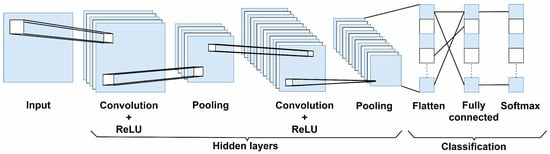 Input
Convolution
+
ReLU
Pooling
Convolution
+
ReLU
Pooling
Flatten
Fully
connected
Softmax
Hidden layers
Classification